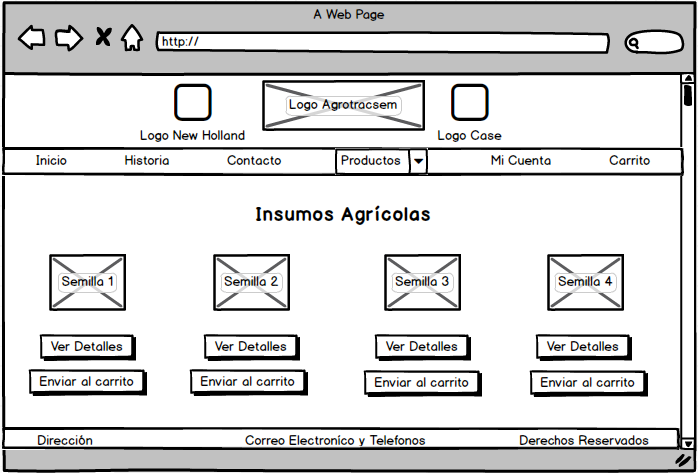 A Web Page
http://
Logo Agrotracsem
Logo New Holland
Logo Case
Inicio Historia Contacto Productos Mi Cuenta Carrito
Insumos Agrícolas
Semilla 1 Semilla 2 Semilla 3 Semilla 4
Ver Detalles Ver Detalles Ver Detalles Ver Detalles
Enviar al carrito Enviar al carrito Enviar al carrito Enviar al carrito
Dirección Correo Electroníco y Telefonos Derechos Reservados